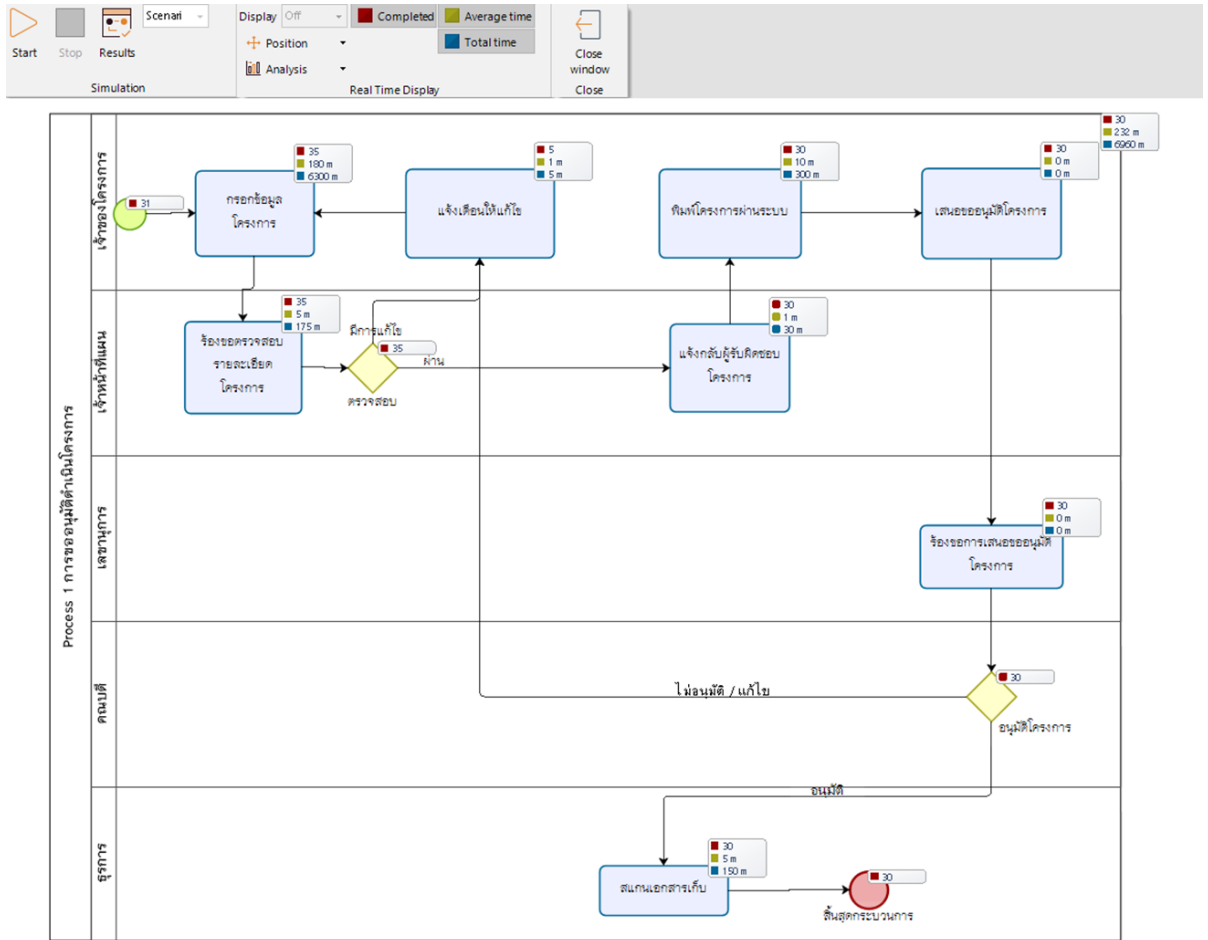 Scenari
Display Off
Completed
Average time
Position
Total time
Start
Stop
Results
Analysis
Close
window
Simulation
Real Time Display
Close
Process 1 การขออนุมัติดำเนินโครงการ
เจ้าของโครงการ
31
กรอกข้อมูล
โครงการ
35
180 m
6300 m
แจ้งเตือนให้แก้ไข
5
1 m
5 m
พิมพ์โครงการผ่านระบบ
30
10 m
300 m
เสนอขออนุมัติโครงการ
30
0 m
0 m
30
232 m
6960 m
เจ้าหน้าที่แผน
ร้องขอตรวจสอบ
รายละเอียด
โครงการ
35
5 m
175 m
มีการแก้ไข
35
ผ่าน
ตรวจสอบ
แจ้งกลับผู้รับผิดชอบ
โครงการ
30
1 m
30 m
เลขานุการ
ร้องขอการเสนอขออนุมัติ
โครงการ
30
0 m
0 m
คณบดี
ไม่อนุมัติ / แก้ไข
30
อนุมัติโครงการ
ธุรการ
อนุมัติ
สแกนเอกสารเก็บ
30
5 m
150 m
30
สิ้นสุดกระบวนการ